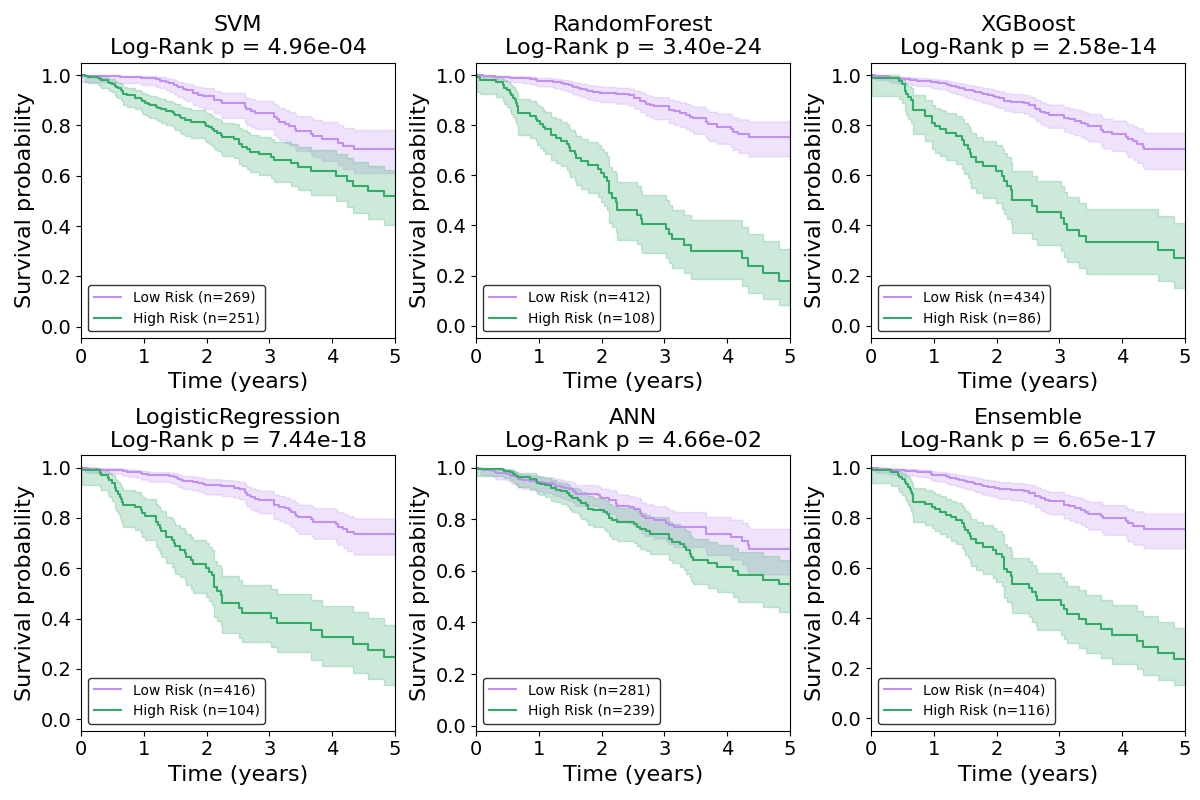 SVM
Log-Rank p = 4.96e-04
Survival probability
1.0
0.8
0.6
0.4
0.2
0.0
Low Risk (n=269)
High Risk (n=251)
0 1 2 3 4 5
Time (years)
RandomForest
Log-Rank p = 3.40e-24
Survival probability
1.0
0.8
0.6
0.4
0.2
0.0
Low Risk (n=412)
High Risk (n=108)
0 1 2 3 4 5
Time (years)
XGBoost
Log-Rank p = 2.58e-14
Survival probability
1.0
0.8
0.6
0.4
0.2
0.0
Low Risk (n=434)
High Risk (n=86)
0 1 2 3 4 5
Time (years)
LogisticRegression
Log-Rank p = 7.44e-18
Survival probability
1.0
0.8
0.6
0.4
0.2
0.0
Low Risk (n=416)
High Risk (n=104)
0 1 2 3 4 5
Time (years)
ANN
Log-Rank p = 4.66e-02
Survival probability
1.0
0.8
0.6
0.4
0.2
0.0
Low Risk (n=281)
High Risk (n=239)
0 1 2 3 4 5
Time (years)
Ensemble
Log-Rank p = 6.65e-17
Survival probability
1.0
0.8
0.6
0.4
0.2
0.0
Low Risk (n=404)
High Risk (n=116)
0 1 2 3 4 5
Time (years)